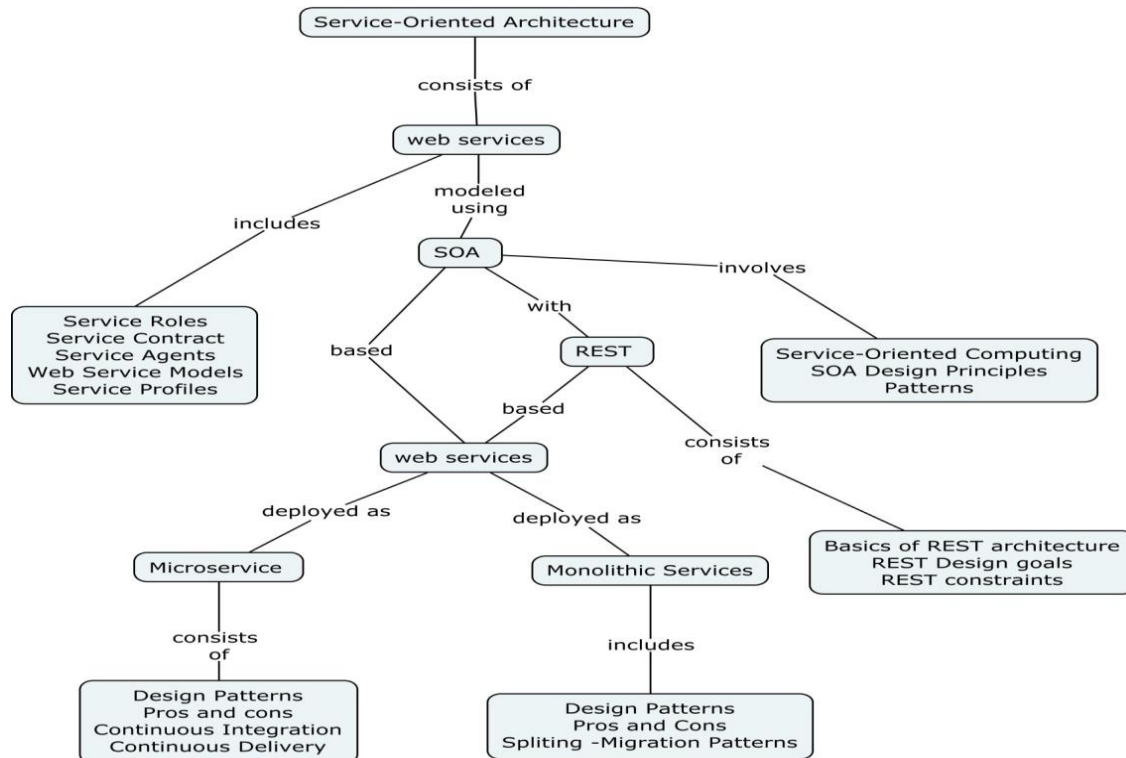 Service-Oriented Architecture
consists of
web services
modeled
using
includes
SOA
involves
with
Service Roles
Service Contract
Service Agents
Web Service Models
Service Profiles
based
REST
Service-Oriented Computing
SOA Design Principles
Patterns
based
consists
of
web services
deployed as
deployed as
Basics of REST architecture
REST Design goals
REST constraints
Microservice
Monolithic Services
consists
of
includes
Design Patterns
Pros and cons
Continuous Integration
Continuous Delivery
Design Patterns
Pros and Cons
Spliting -Migration Patterns